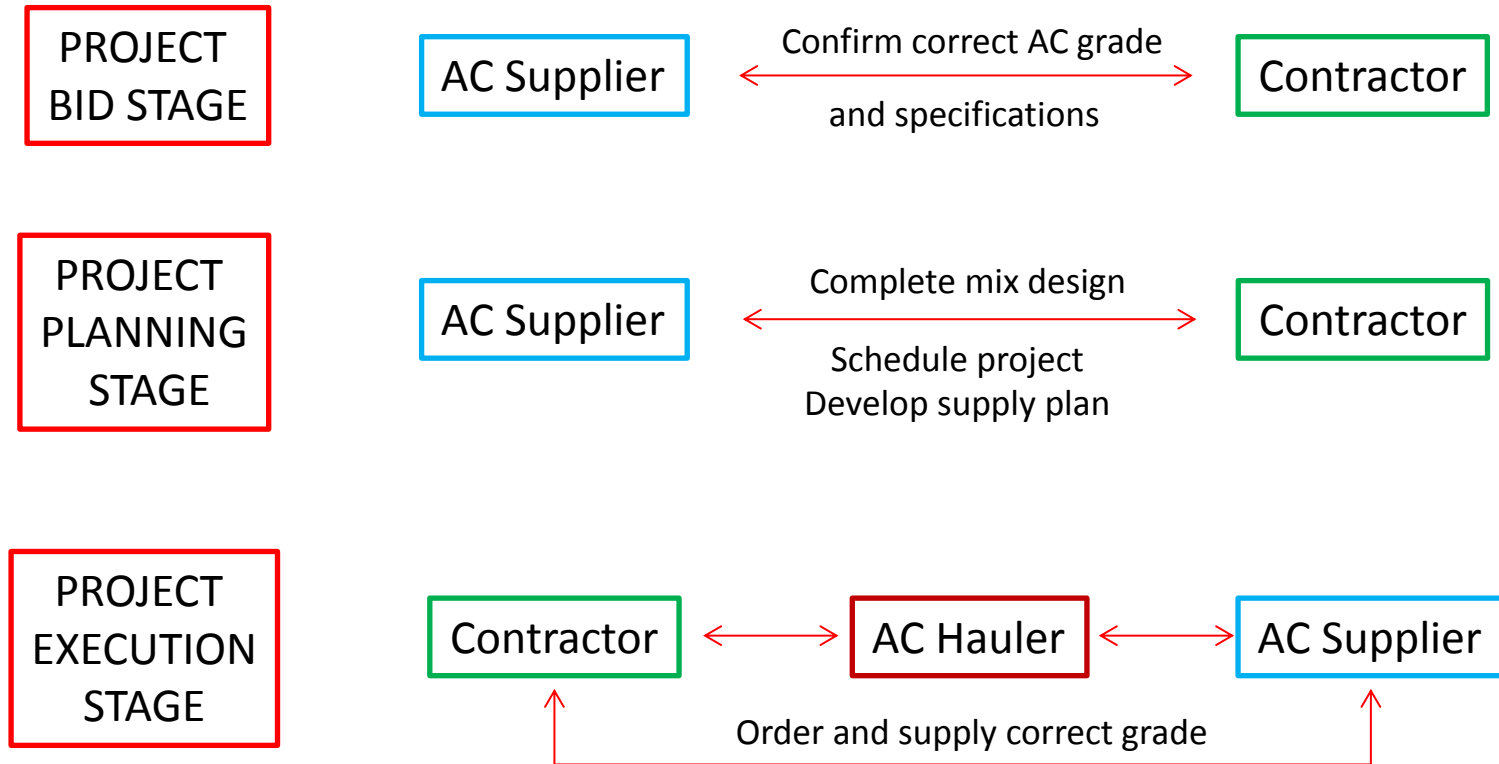 PROJECT
BID STAGE
AC Supplier
Confirm correct AC grade
and specifications
Contractor
PROJECT
PLANNING
STAGE
AC Supplier
Complete mix design
Schedule project
Develop supply plan
Contractor
PROJECT
EXECUTION
STAGE
Contractor
AC Hauler
AC Supplier
Order and supply correct grade